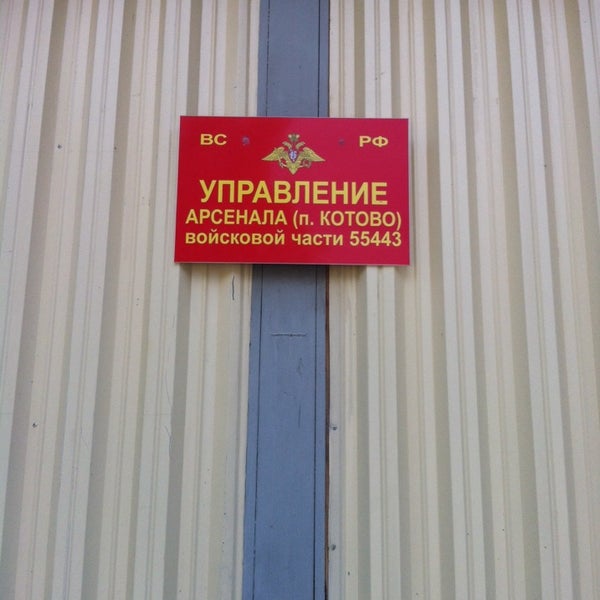 ВС РФ
УПРАВЛЕНИЕ
АРСЕНАЛА (п. КОТОВО)
войсковой части 55443